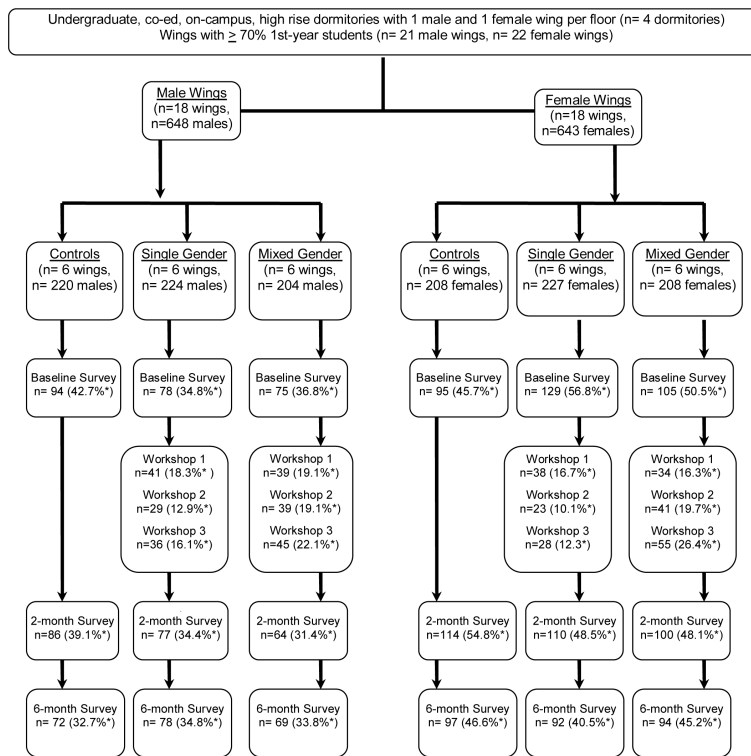 Undergraduate, co-ed, on-campus, high rise dormitories with 1 male and 1 female wing per floor (n= 4 dormitories)
Wings with ≥ 70% 1st-year students (n= 21 male wings, n= 22 female wings)
Male Wings
(n=18 wings,
n=648 males)
Female Wings
(n=18 wings,
n=643 females)
Controls
(n= 6 wings,
n= 220 males)
Single Gender
(n= 6 wings,
n= 224 males)
Mixed Gender
(n= 6 wings,
n= 204 males)
Controls
(n= 6 wings,
n= 208 females)
Single Gender
(n= 6 wings,
n= 227 females)
Mixed Gender
(n= 6 wings,
n= 208 females)
Baseline Survey
n= 94 (42.7%*)
Baseline Survey
n= 78 (34.8%*)
Baseline Survey
n= 75 (36.8%*)
Baseline Survey
n= 95 (45.7%*)
Baseline Survey
n= 129 (56.8%*)
Baseline Survey
n= 105 (50.5%*)
Workshop 1
n=41 (18.3%* )
Workshop 2
n=29 (12.9%*)
Workshop 3
n=36 (16.1%*)
Workshop 1
n=39 (19.1%*)
Workshop 2
n= 39 (19.1%*)
Workshop 3
n=45 (22.1%*)
Workshop 1
n=38 (16.7%*)
Workshop 2
n=23 (10.1%*)
Workshop 3
n=28 (12.3*)
Workshop 1
n=34 (16.3%*)
Workshop 2
n=41 (19.7%*)
Workshop 3
n=55 (26.4%*)
2-month Survey
n=86 (39.1%*)
2-month Survey
n=77 (34.4%*)
2-month Survey
n=64 (31.4%*)
2-month Survey
n=114 (54.8%*)
2-month Survey
n=110 (48.5%*)
2-month Survey
n=100 (48.1%*)
6-month Survey
n= 72 (32.7%*)
6-month Survey
n= 78 (34.8%*)
6-month Survey
n= 69 (33.8%*)
6-month Survey
n= 97 (46.6%*)
6-month Survey
n= 92 (40.5%*)
6-month Survey
n= 94 (45.2%*)